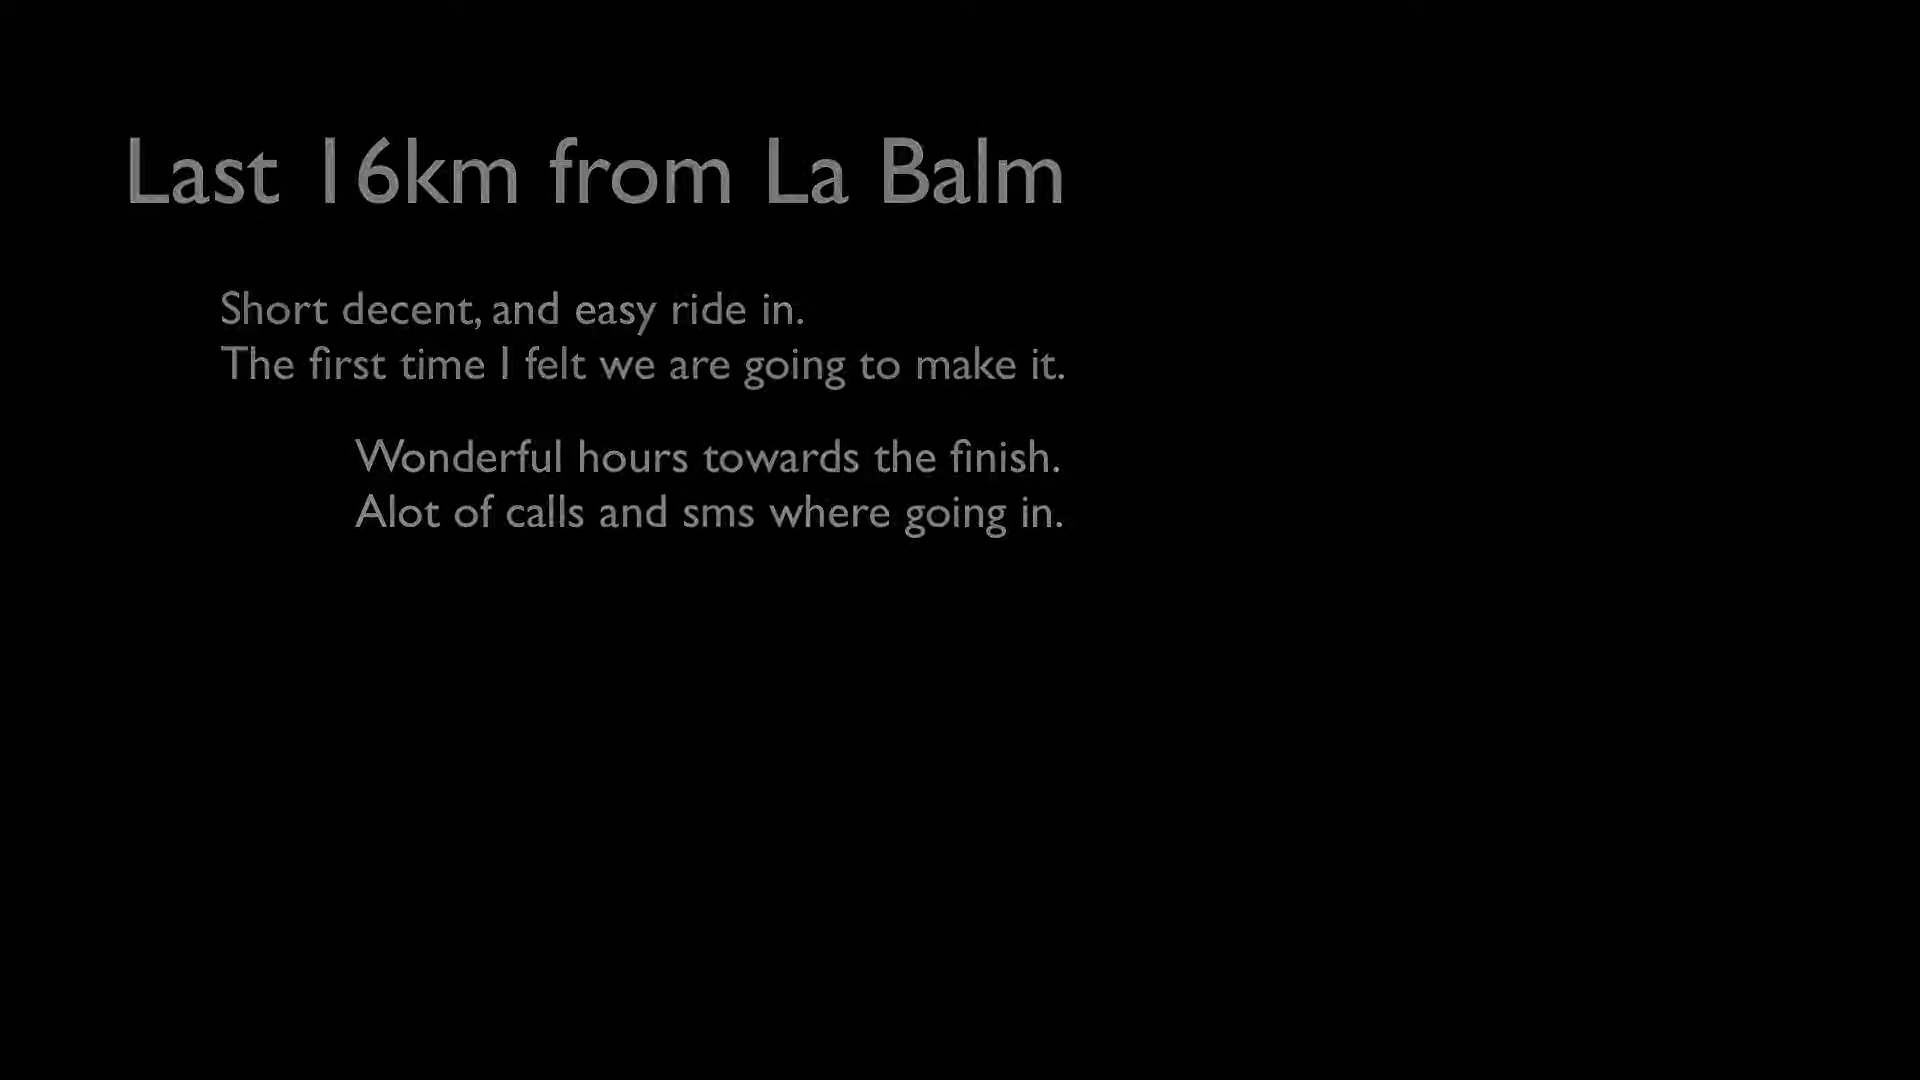 Last 16km from La Balm
Short decent, and easy ride in.
The first time I felt we are going to make it.
Wonderful hours towards the finish.
Alot of calls and sms where going in.